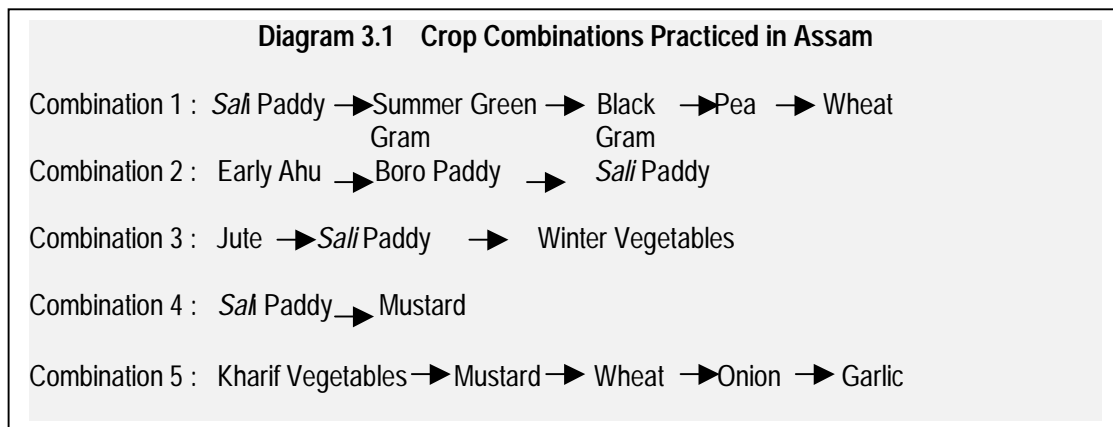 Diagram 3.1 Crop Combinations Practiced in Assam
Combination 1 : Sali Paddy → Summer Green → Black → Pea → Wheat
Gram Gram
Combination 2 : Early Ahu → Boro Paddy → Sali Paddy
Combination 3 : Jute → Sali Paddy → Winter Vegetables
Combination 4 : Sali Paddy → Mustard
Combination 5 : Kharif Vegetables → Mustard → Wheat → Onion → Garlic